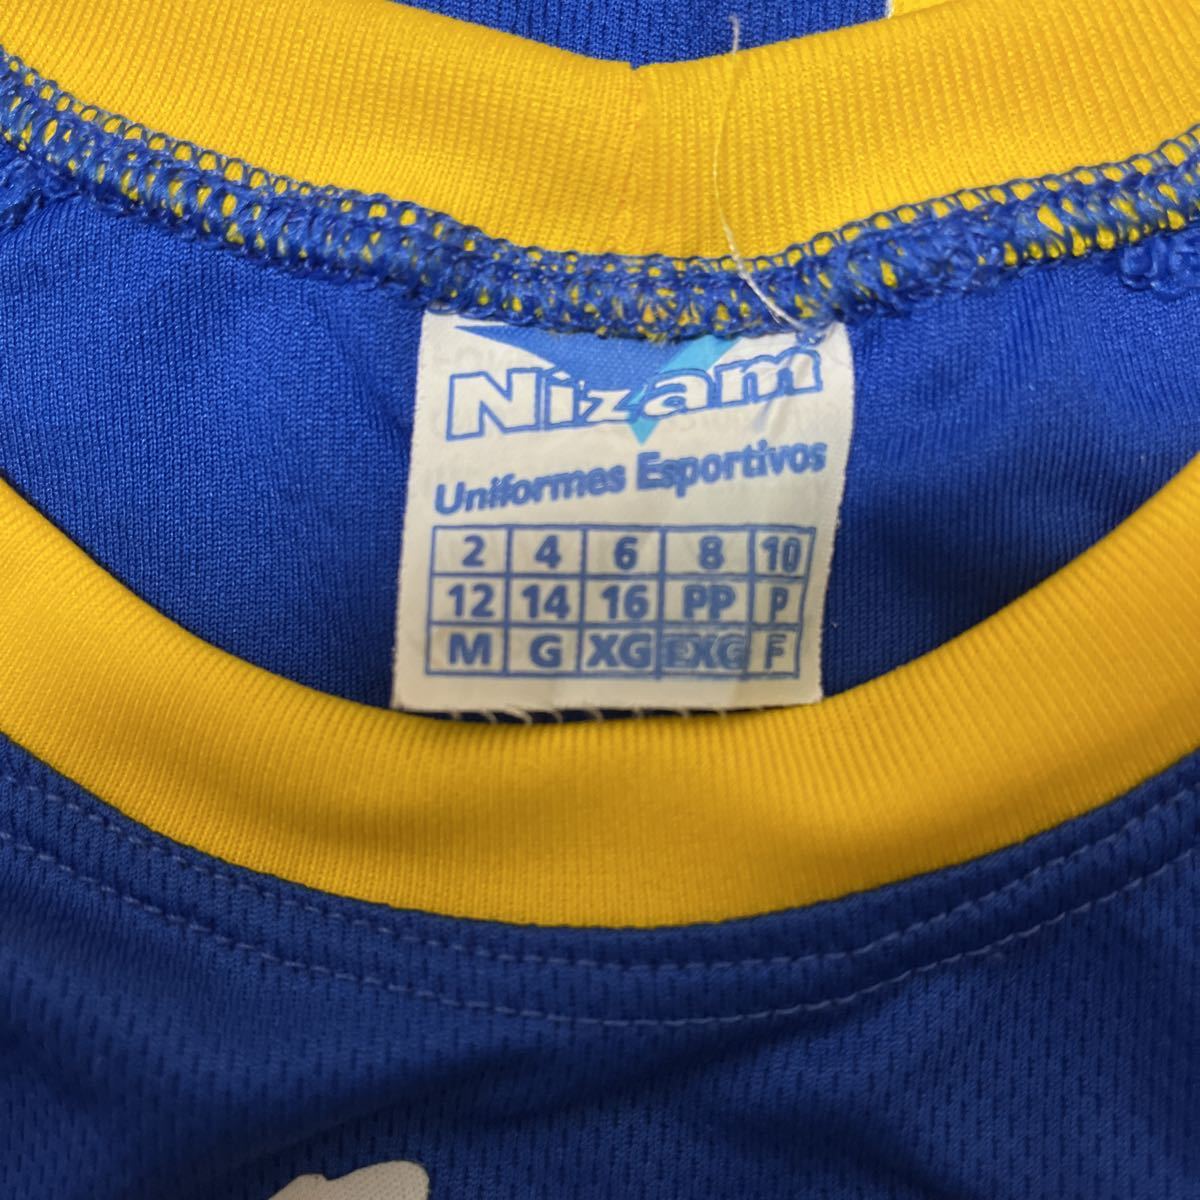 Nizam
Uniformes Esportivos
2 4 6 8 10
12 14 16 PP P
M G XG EXG F